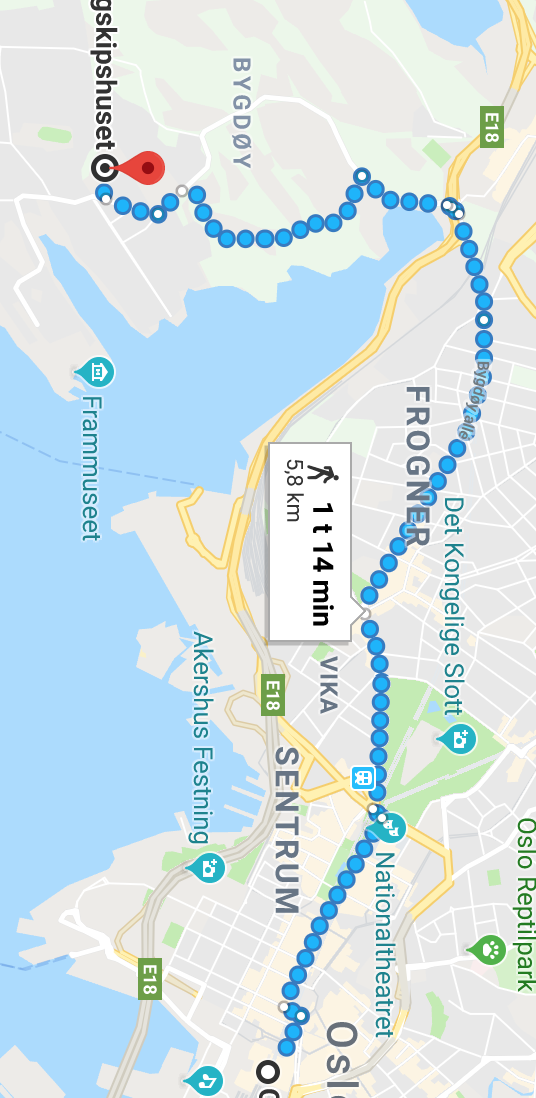 gskipshuset
BYGDØY
E18
Frammuseet
Bygdøy allé
FROGNER
1 t 14 min
5,8 km
Det Kongelige Slott
VIKA
E18
Akershus Festning
SENTRUM
Nationaltheatret
Oslo Reptilpark
E18
Osl